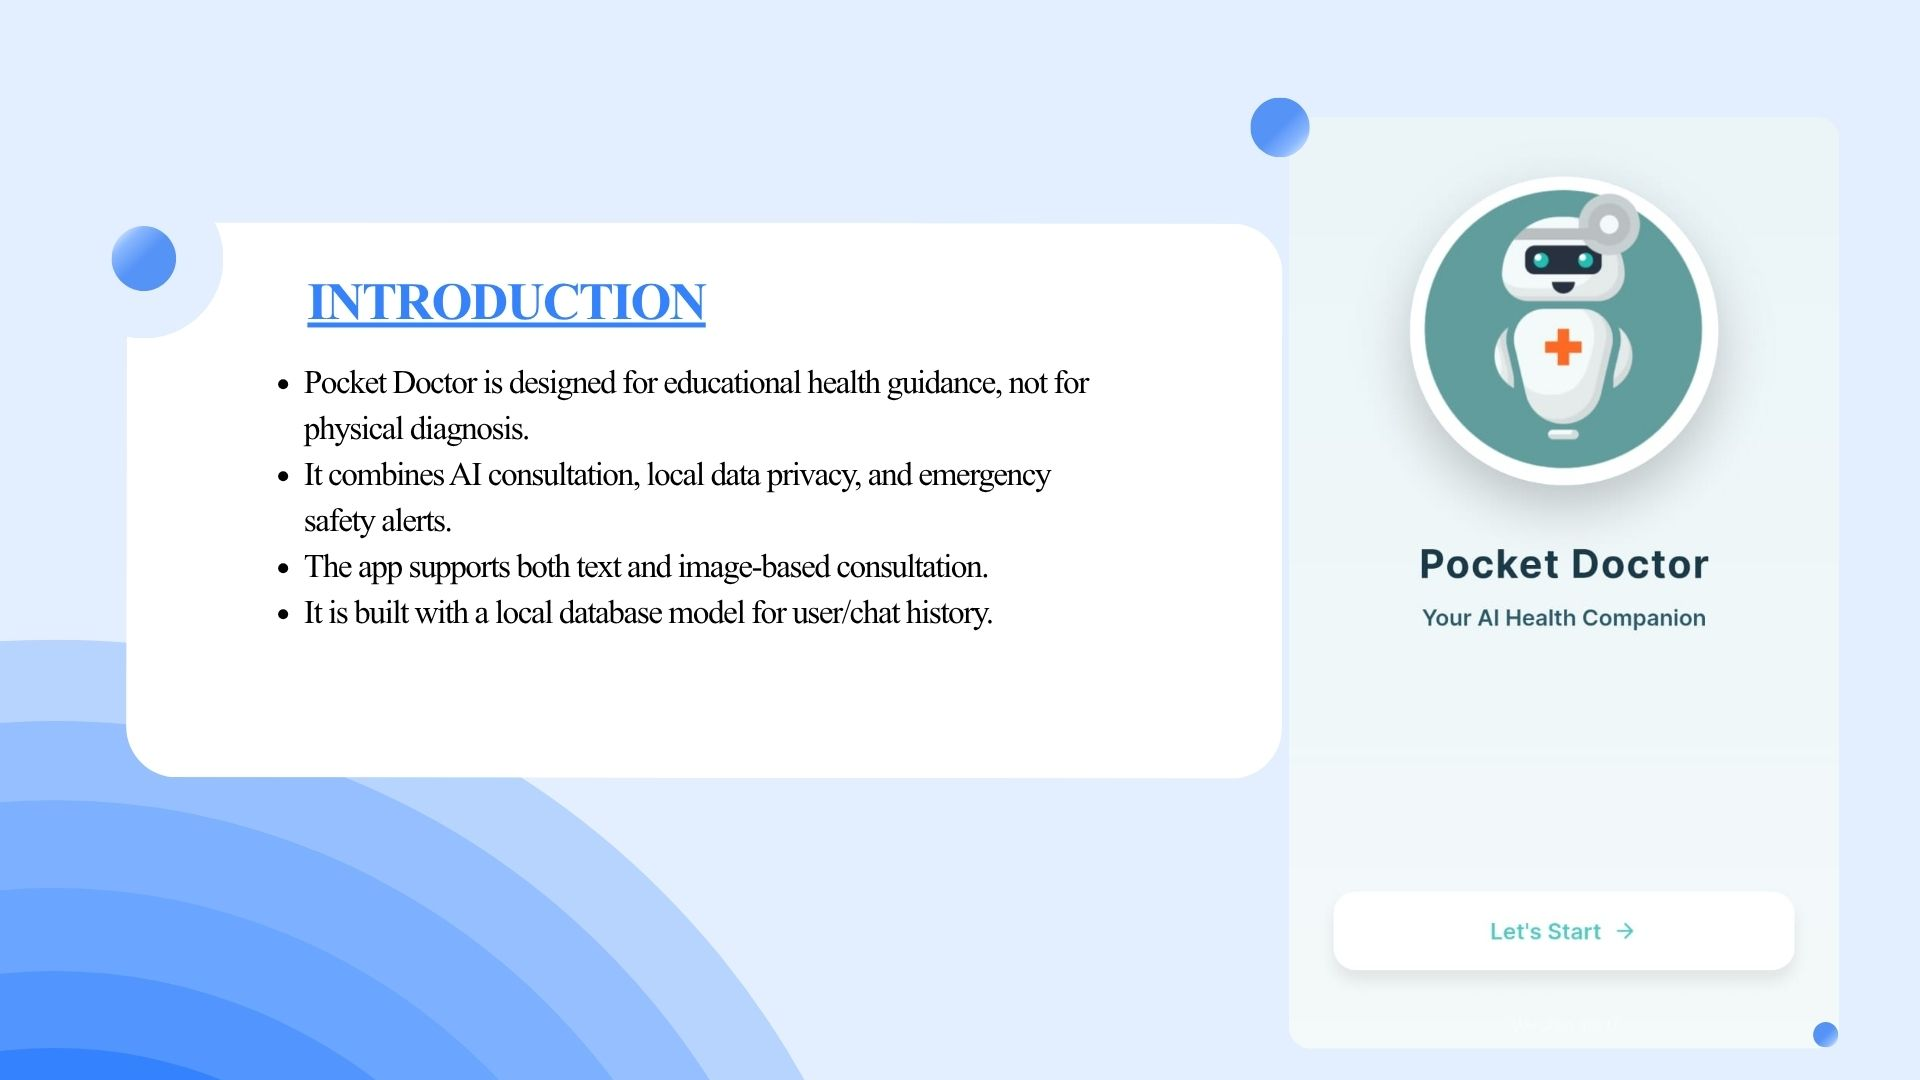 INTRODUCTION
• Pocket Doctor is designed for educational health guidance, not for
physical diagnosis.
• It combines AI consultation, local data privacy, and emergency
safety alerts.
• The app supports both text and image-based consultation.
• It is built with a local database model for user/chat history.
Pocket Doctor
Your AI Health Companion
Let's Start →